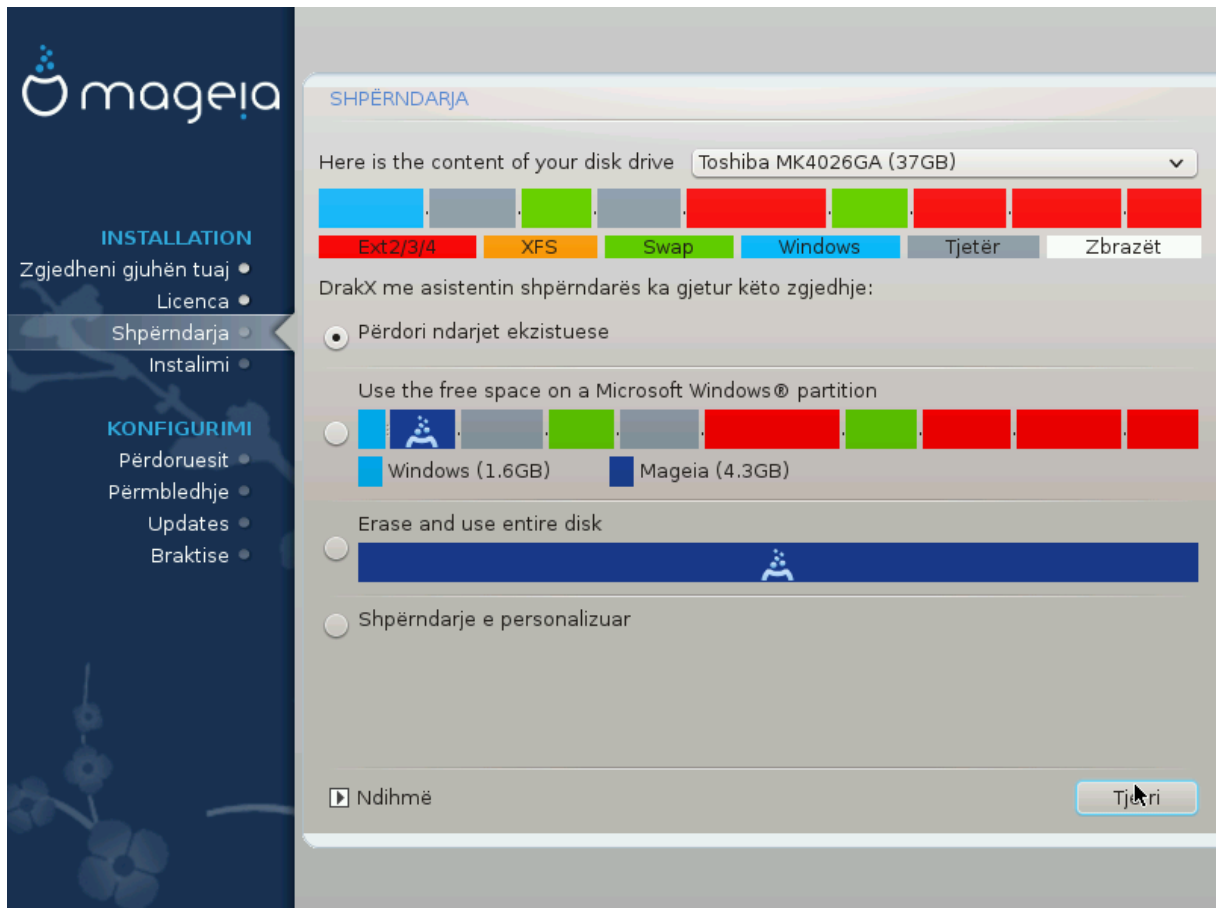 mageia
INSTALLATION
Zgjedheni gjuhën tuaj
Licenca
Shpërndarja
Instalimi
KONFIGURIMI
Përdoruesit
Përmbledhje
Updates
Braktise
SHPËRNDARJA
Here is the content of your disk drive Toshiba MK4026GA (37GB)
Ext2/3/4 XFS Swap Windows Tjetër Zbrazët
DrakX me asistentin shpërndarës ka gjetur këto zgjedhje:
Përdori ndarjet ekzistuese
Use the free space on a Microsoft Windows® partition
Windows (1.6GB) Mageia (4.3GB)
Erase and use entire disk
Shpërndarje e personalizuar
Ndihmë